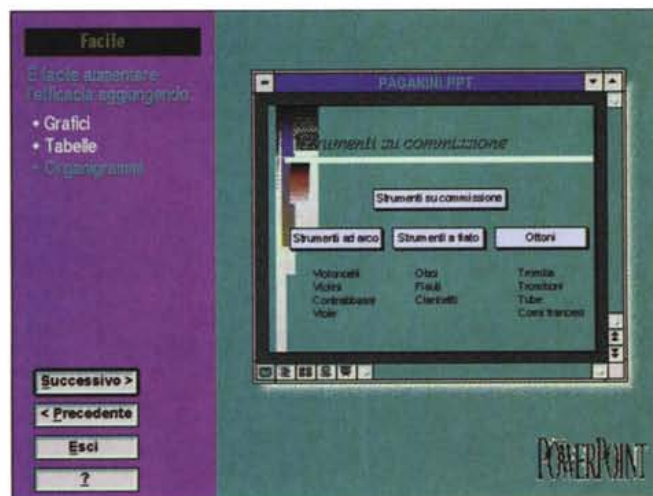 Facile
È facile aumentare
l'efficacia aggiungendo:
• Grafici
• Tabelle
• Organigrammi
Successivo >
< Precedente
Esci
?
PAGANINI.PPT
Strumenti su commissione
Strumenti su commissione
Strumenti ad arco
Strumenti a fiato
Ottoni
Violoncelli
Violini
Contrabbassi
Viole
Oboi
Flauti
Clarinetti
Trombe
Tromboni
Tube
Corni francesi
POWERPOINT